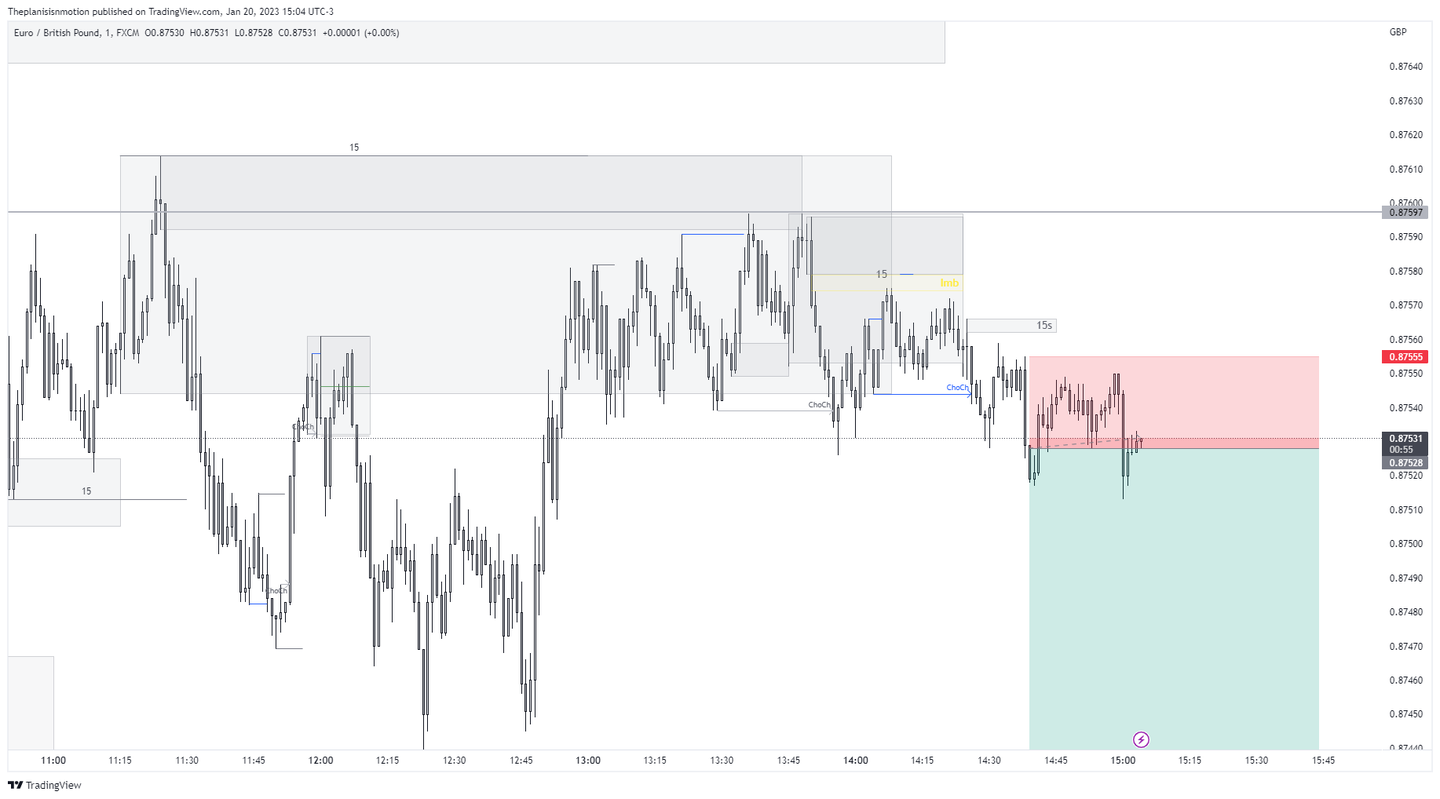 Theplanisisnmotion published on TradingView.com, Jan 20, 2023 15:04 UTC-3
Euro / British Pound, 1, FXCM O0.87530 H0.87531 L0.87528 C0.87531 +0.00001 (+0.00%)
GBP
0.87640
0.87630
0.87620
15
0.87610
0.87600
0.87597
0.87590
15
0.87580
Imb
0.87570
15s
0.87560
0.87555
0.87550
ChoCh
0.87540
ChoCh
ChoCh
0.87531
00:55
0.87528
0.87520
15
0.87510
0.87500
0.87490
ChoCh
0.87480
0.87470
0.87460
0.87450
0.87440
11:00 11:15 11:30 11:45 12:00 12:15 12:30 12:45 13:00 13:15 13:30 13:45 14:00 14:15 14:30 14:45 15:00 15:15 15:30 15:45
TradingView